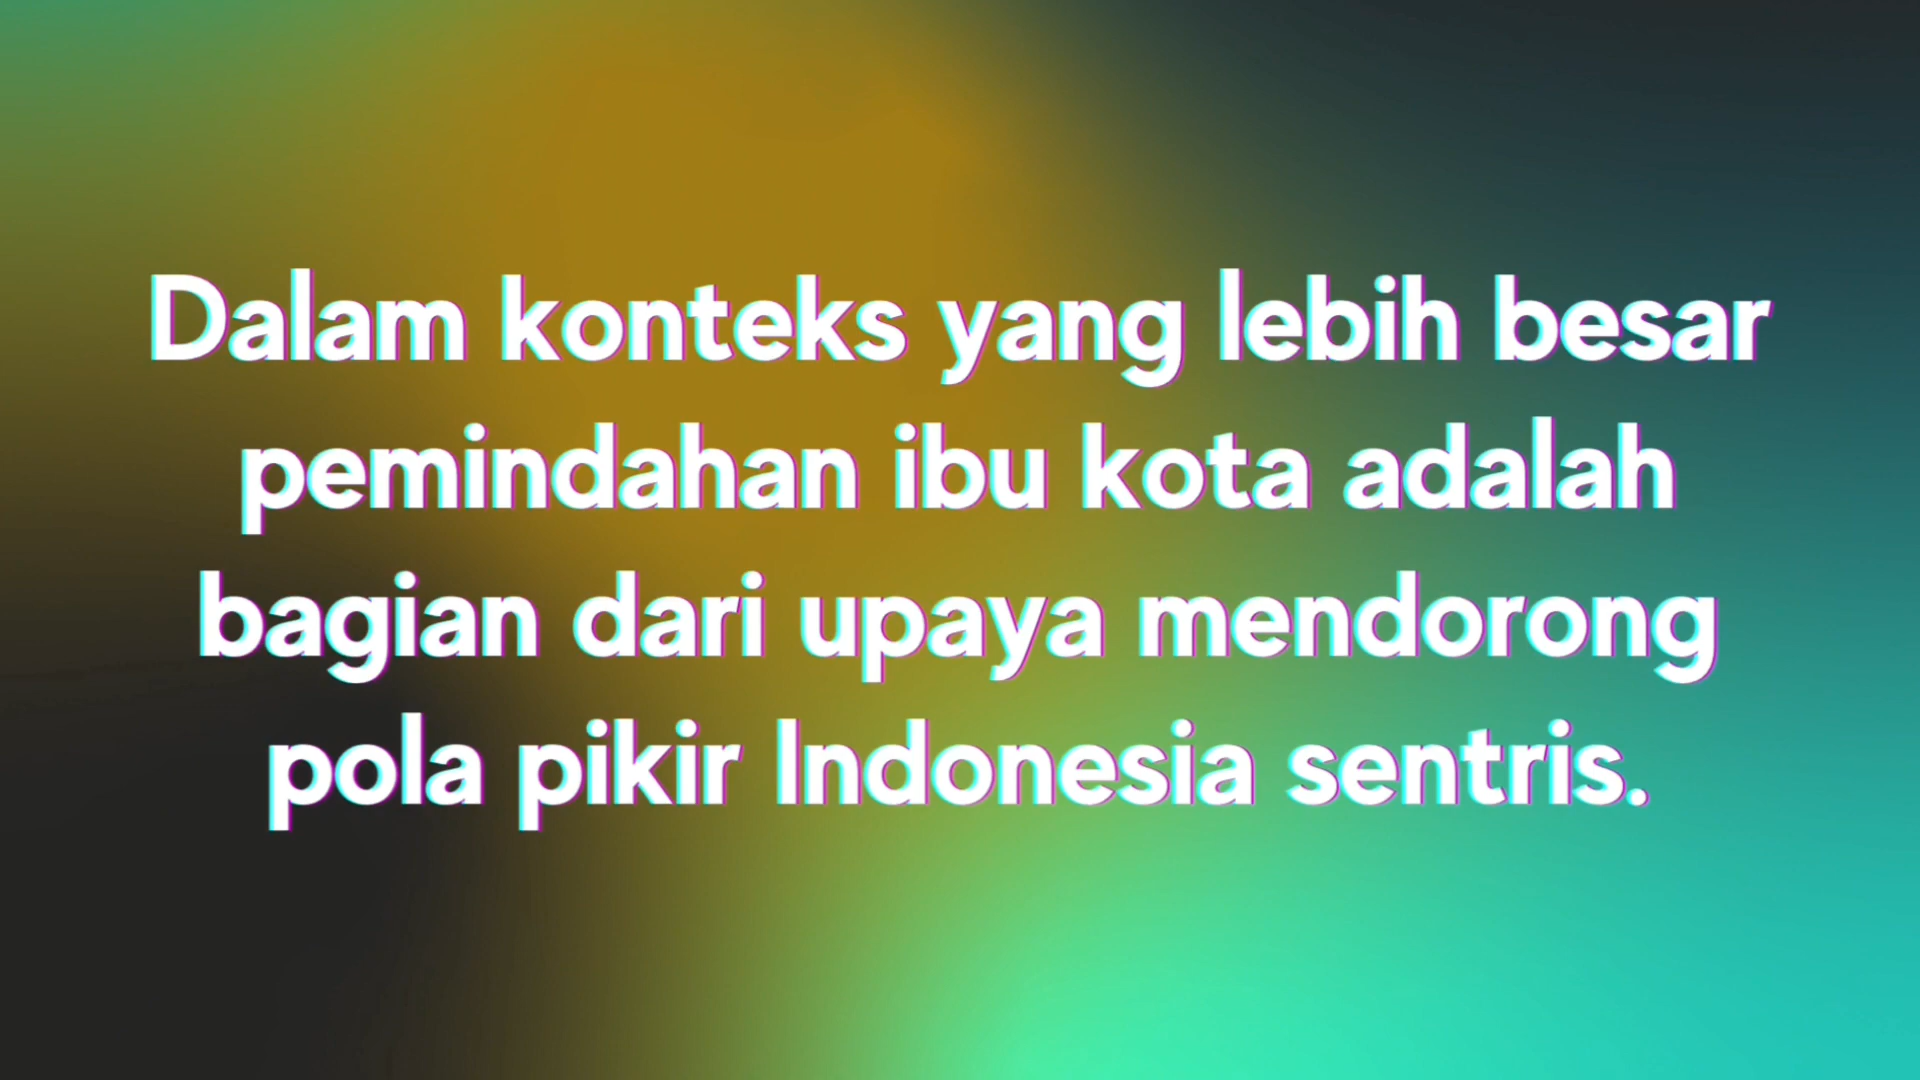 Dalam konteks yang lebih besar
pemindahan ibu kota adalah
bagian dari upaya mendorong
pola pikir Indonesia sentris.